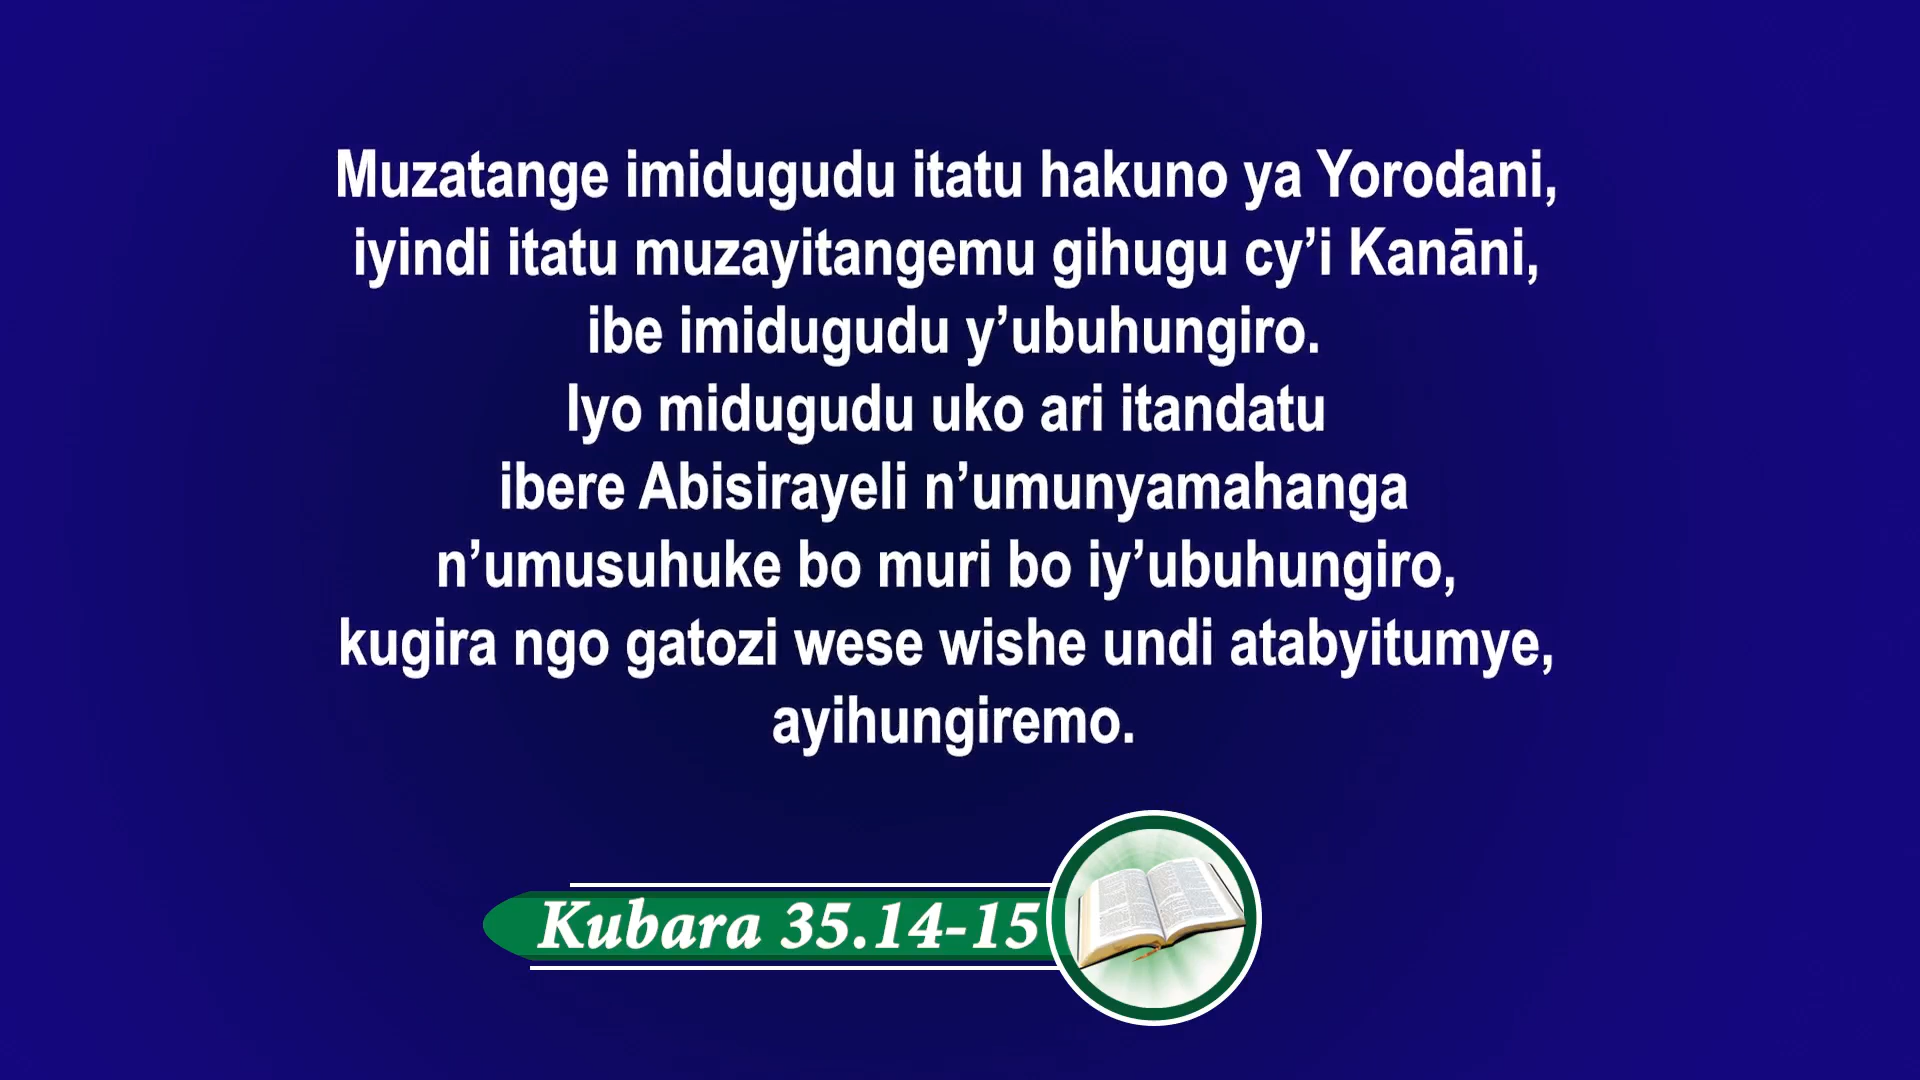 Muzatange imidugudu itatu hakuno ya Yorodani,
iyindi itatu muzayitangemu gihugu cy’i Kanāni,
ibe imidugudu y’ubuhungiro.
Iyo midugudu uko ari itandatu
ibere Abisirayeli n’umunyamahanga
n’umusuhuke bo muri bo iy’ubuhungiro,
kugira ngo gatozi wese wishe undi atabyitumye,
ayihungiremo.
Kubara 35.14-15